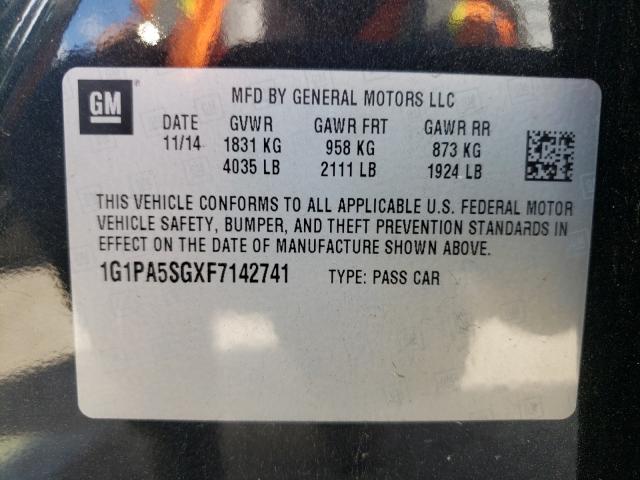 GM
MFD BY GENERAL MOTORS LLC
DATE GVWR GAWR FRT GAWR RR
11/14 1831 KG 958 KG 873 KG
4035 LB 2111 LB 1924 LB
THIS VEHICLE CONFORMS TO ALL APPLICABLE U.S. FEDERAL MOTOR
VEHICLE SAFETY, BUMPER, AND THEFT PREVENTION STANDARDS IN
EFFECT ON THE DATE OF MANUFACTURE SHOWN ABOVE.
1G1PA5SGXF7142741 TYPE: PASS CAR